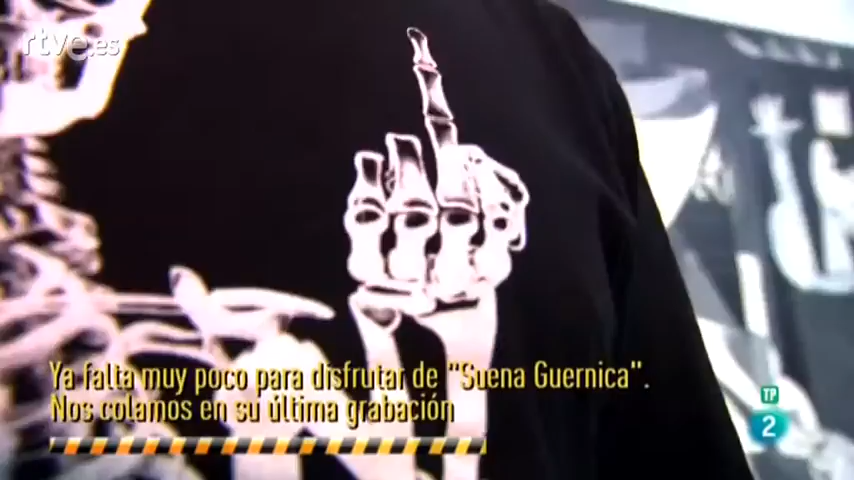 rtve.es
Ya falta muy poco para disfrutar de "Suena Guernica".
Nos colamos en su última grabación
TP
2